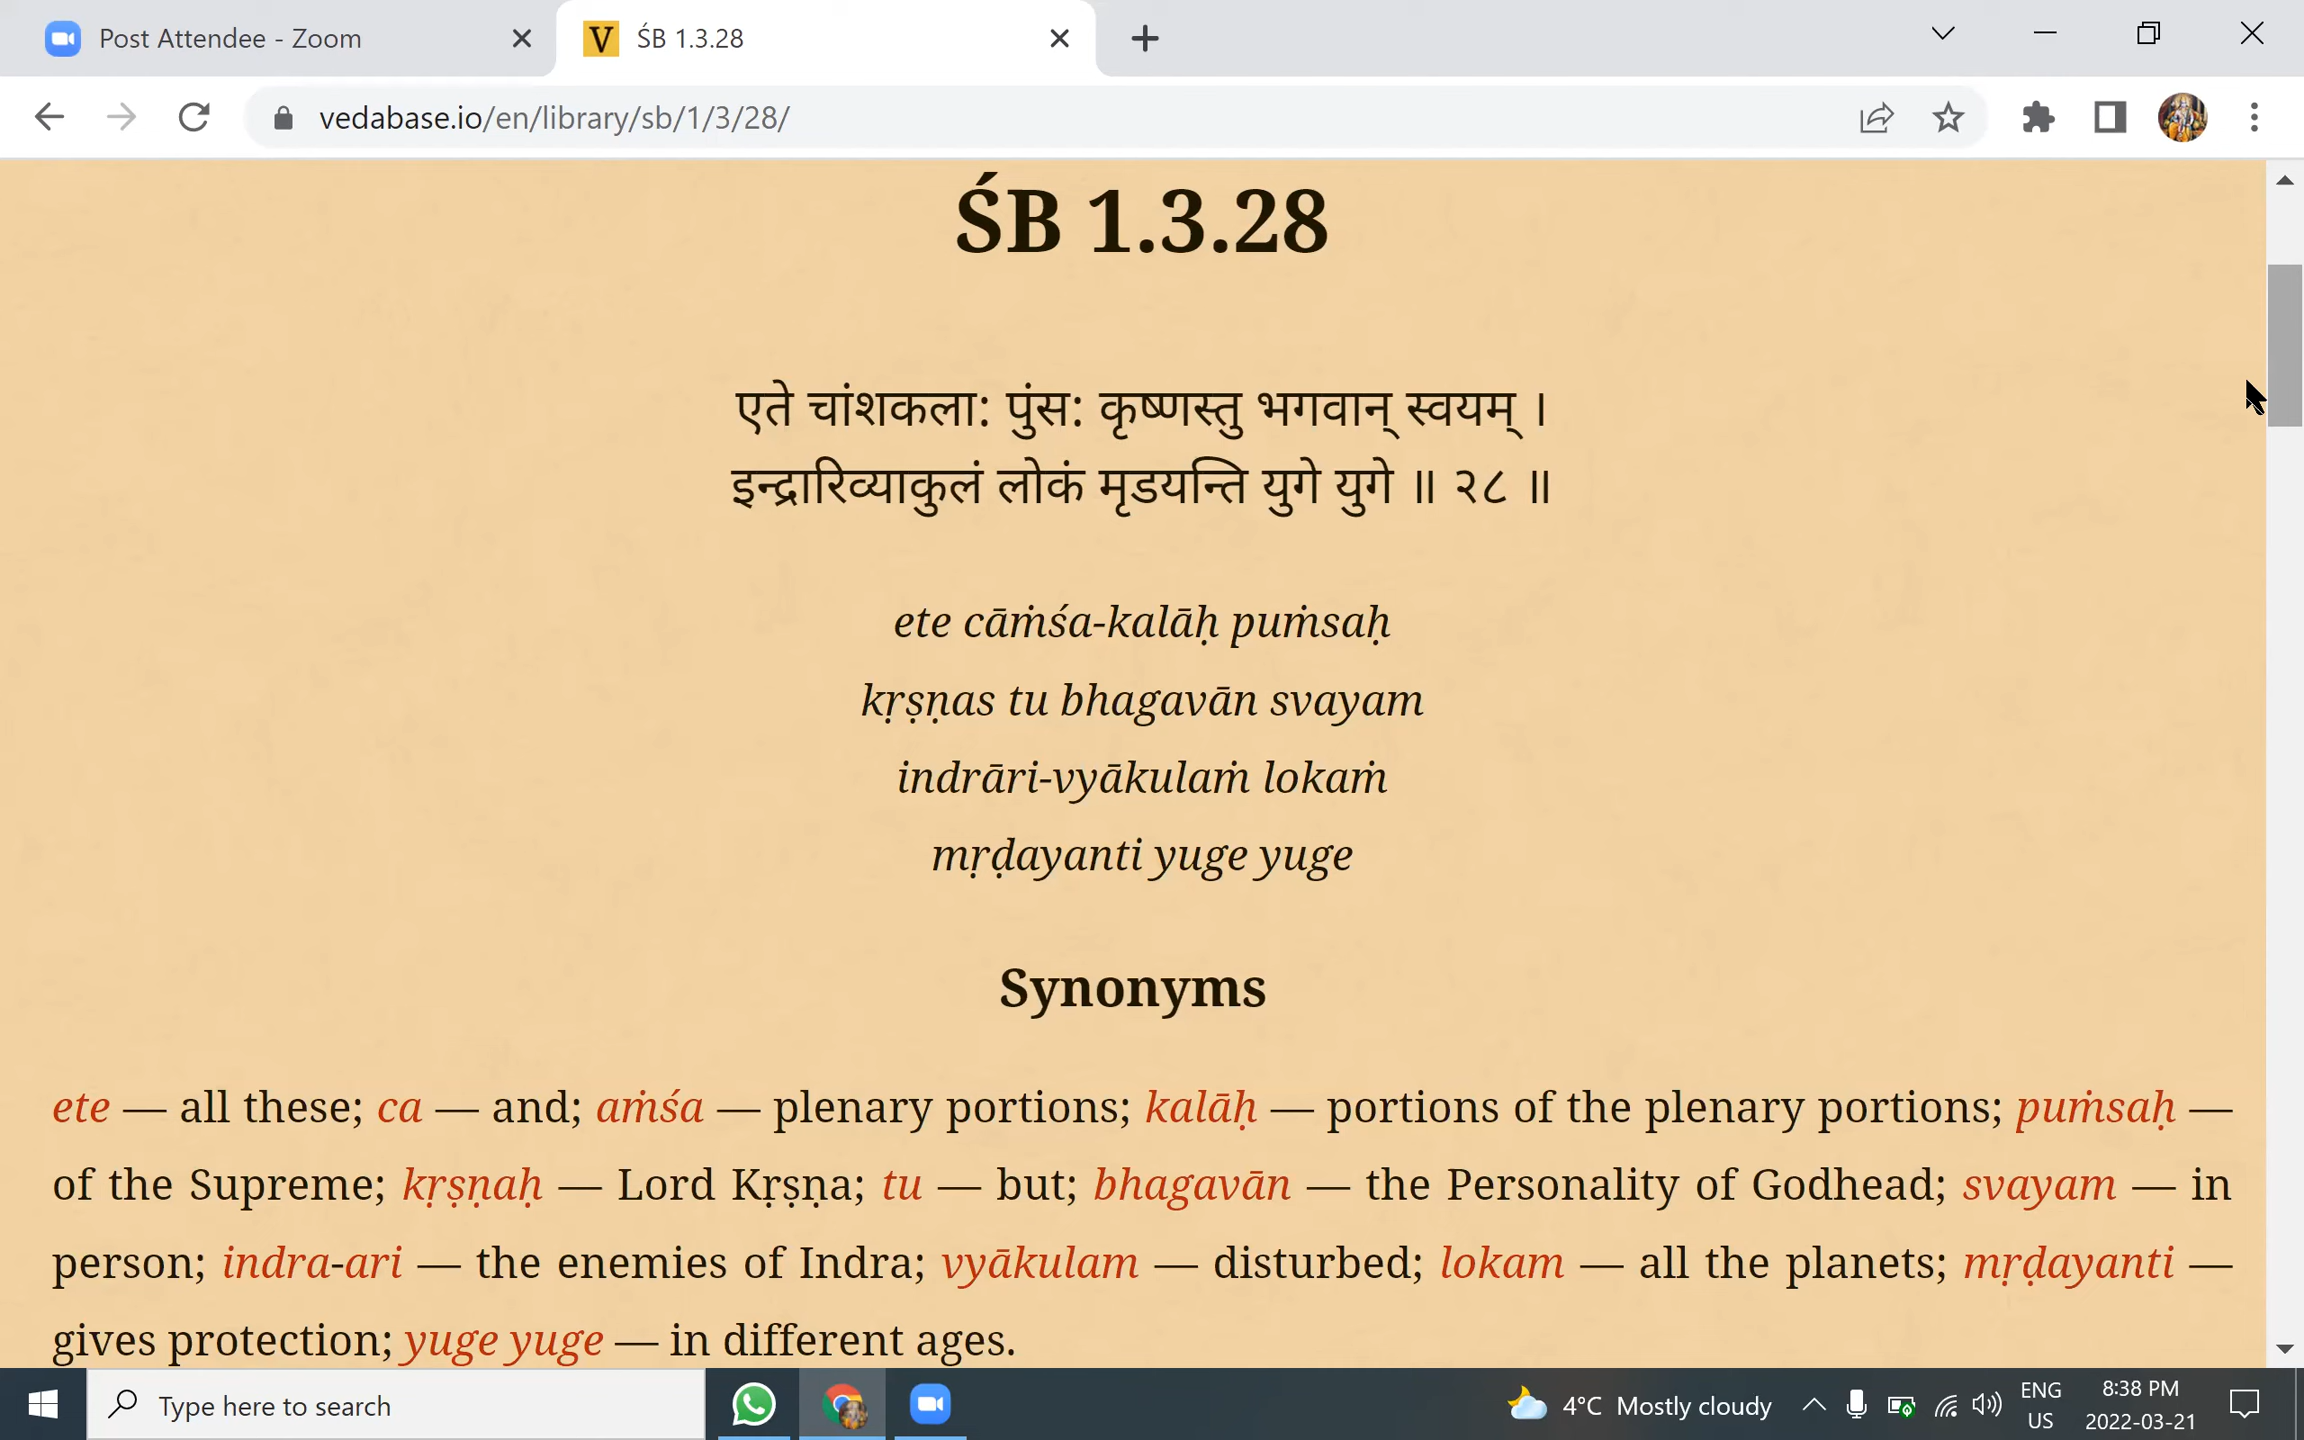 Post Attendee - Zoom
V ŚB 1.3.28
vedabase.io/en/library/sb/1/3/28/
ŚB 1.3.28
एते चांशकला: पुंस: कृष्णस्तु भगवान् स्वयम् ।
इन्द्रारिव्याकुलं लोकं मृडयन्ति युगे युगे ॥ २८ ॥
ete cāṁśa-kalāḥ puṁsaḥ
kṛṣṇas tu bhagavān svayam
indrāri-vyākulaṁ lokaṁ
mṛḍayanti yuge yuge
Synonyms
ete — all these; ca — and; aṁśa — plenary portions; kalāḥ — portions of the plenary portions; puṁsaḥ —
of the Supreme; kṛṣṇaḥ — Lord Kṛṣṇa; tu — but; bhagavān — the Personality of Godhead; svayam — in
person; indra-ari — the enemies of Indra; vyākulam — disturbed; lokam — all the planets; mṛḍayanti —
gives protection; yuge yuge — in different ages.
Type here to search
4°C Mostly cloudy
ENG
US
8:38 PM
2022-03-21